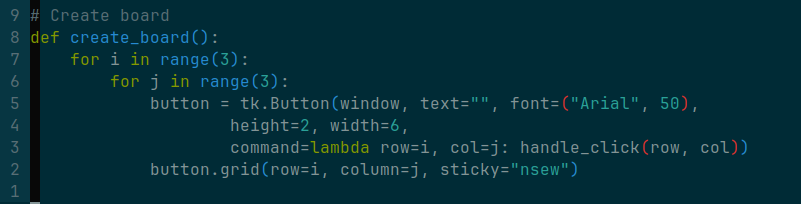 9 # Create board
8 def create_board():
7     for i in range(3):
6         for j in range(3):
5             button = tk.Button(window, text="", font=("Arial", 50),
4                     height=2, width=6,
3                     command=lambda row=i, col=j: handle_click(row, col))
2             button.grid(row=i, column=j, sticky="nsew")
1